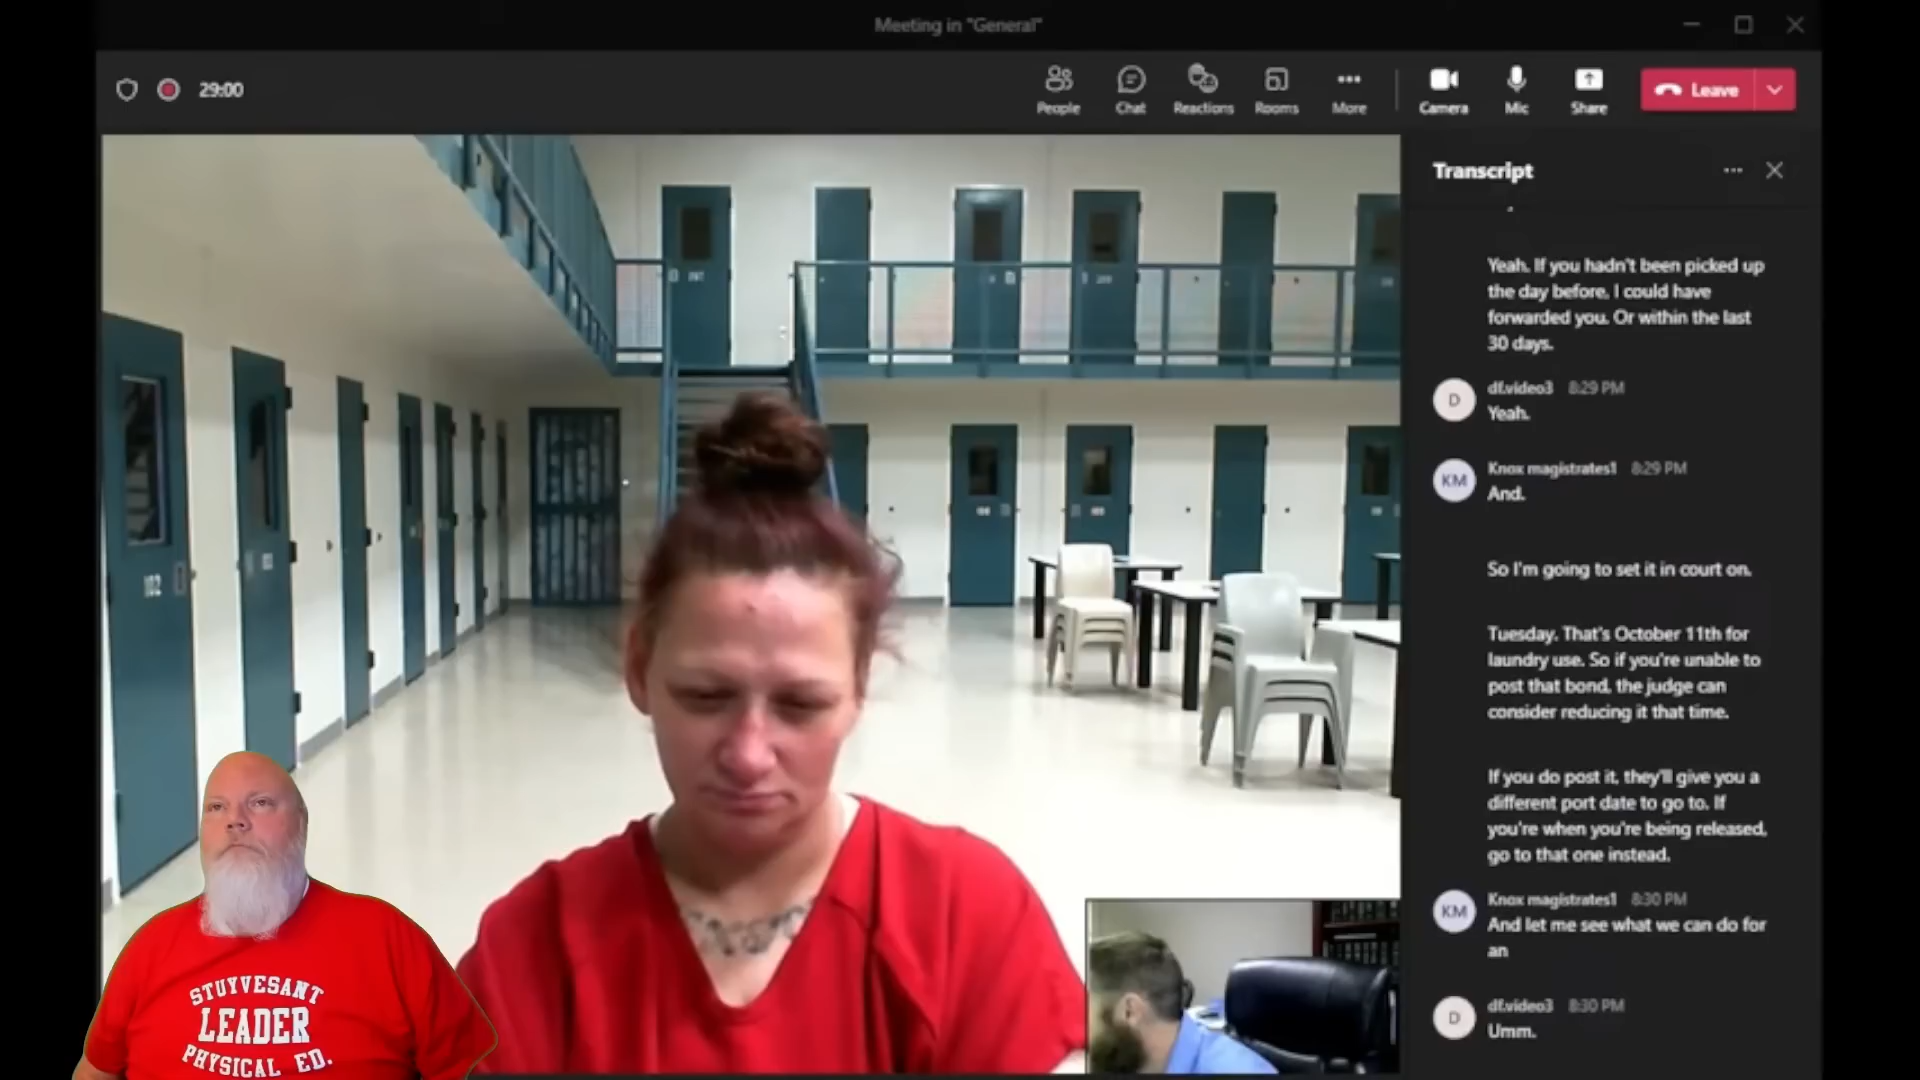 Meeting in "General"
29:00
People
Chat
Reactions
Rooms
More
Camera
Mic
Share
Leave
Transcript
Yeah. If you hadn't been picked up
the day before, I could have
forwarded you. Or within the last
30 days.
df.video3 8:29 PM
D
Yeah.
Knox magistrates1 8:29 PM
KM
And.
So I'm going to set it in court on.
Tuesday. That's October 11th for
laundry use. So if you're unable to
post that bond, the judge can
consider reducing it that time.
If you do post it, they'll give you a
different port date to go to. If
you're when you're being released,
go to that one instead.
Knox magistrates1 8:30 PM
KM
And let me see what we can do for
an
df.video3 8:30 PM
D
Umm.
102
STUYVESANT
LEADER
PHYSICAL ED.